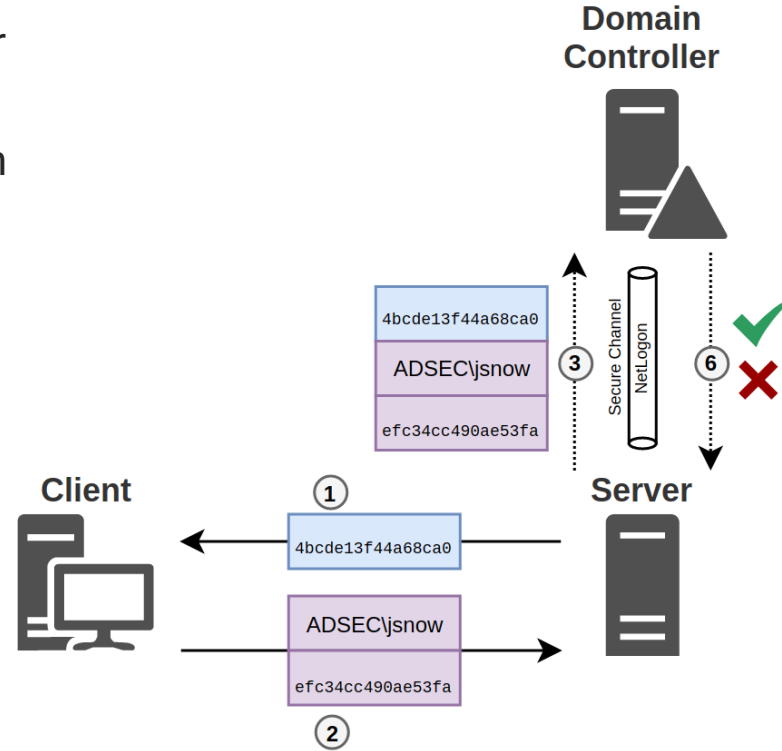 Domain
Controller
4bcde13f44a68ca0
ADSEC\jsnow
efc34cc490ae53fa
3
Secure Channel
NetLogon
6
Client
Server
1
4bcde13f44a68ca0
ADSEC\jsnow
efc34cc490ae53fa
2